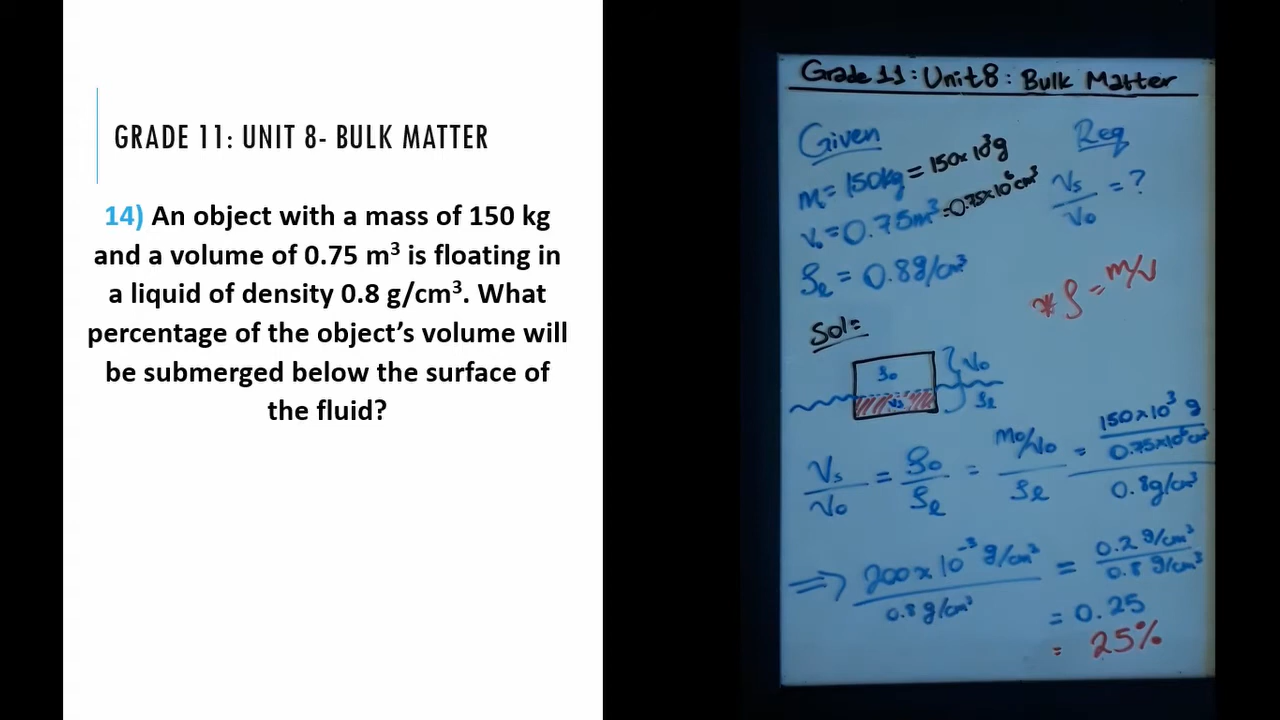 GRADE 11: UNIT 8- BULK MATTER
14) An object with a mass of 150 kg
and a volume of 0.75 m³ is floating in
a liquid of density 0.8 g/cm³. What
percentage of the object’s volume will
be submerged below the surface of
the fluid?
Grade 11: Unit 8: Bulk Matter
Given
Req
m = 150kg = 150×10³g
V₀ = 0.75m³ = 0.75×10⁶cm³
Vs/V₀ = ?
ρℓ = 0.8g/cm³
* ρ = m/v
Sol=
ρ₀
V₀
Vs
ρℓ
Vs/V₀ = ρ₀/ρℓ = m₀/V₀/ρℓ = 150×10³ g/0.75×10⁶cm³/0.8g/cm³
⇒ 200×10⁻³ g/cm³/0.8g/cm³ = 0.2g/cm³/0.8g/cm³
= 0.25
= 25%